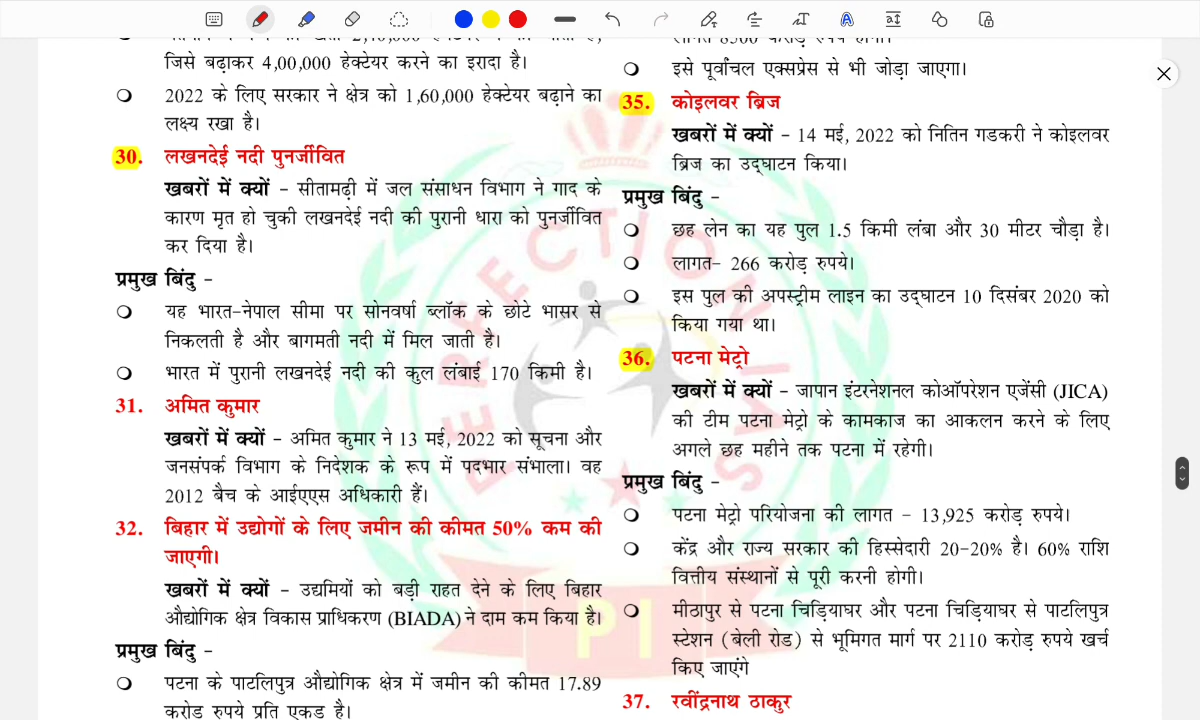 जिसे बढ़ाकर 4,00,000 हेक्टेयर करने का इरादा है।
2022 के लिए सरकार ने क्षेत्र को 1,60,000 हेक्टेयर बढ़ाने का
लक्ष्य रखा है।
30. लखनदेई नदी पुनर्जीवित
खबरों में क्यों - सीतामढ़ी में जल संसाधन विभाग ने गाद के
कारण मृत हो चुकी लखनदेई नदी की पुरानी धारा को पुनर्जीवित
कर दिया है।
प्रमुख बिंदु -
यह भारत-नेपाल सीमा पर सोनवर्षा ब्लॉक के छोटे भासर से
निकलती है और बागमती नदी में मिल जाती है।
भारत में पुरानी लखनदेई नदी की कुल लंबाई 170 किमी है।
31. अमित कुमार
खबरों में क्यों - अमित कुमार ने 13 मई, 2022 को सूचना और
जनसंपर्क विभाग के निदेशक के रूप में पदभार संभाला। वह
2012 बैच के आईएएस अधिकारी हैं।
32. बिहार में उद्योगों के लिए जमीन की कीमत 50% कम की
जाएगी।
खबरों में क्यों - उद्यमियों को बड़ी राहत देने के लिए बिहार
औद्योगिक क्षेत्र विकास प्राधिकरण (BIADA) ने दाम कम किया है।
प्रमुख बिंदु -
पटना के पाटलिपुत्र औद्योगिक क्षेत्र में जमीन की कीमत 17.89
करोड़ रुपये प्रति एकड़ है।
लागत 8500 करोड़ रुपये होगी।
इसे पूर्वांचल एक्सप्रेस से भी जोड़ा जाएगा।
35. कोइलवर ब्रिज
खबरों में क्यों - 14 मई, 2022 को नितिन गडकरी ने कोइलवर
ब्रिज का उद्घाटन किया।
प्रमुख बिंदु -
छह लेन का यह पुल 1.5 किमी लंबा और 30 मीटर चौड़ा है।
लागत- 266 करोड़ रुपये।
इस पुल की अपस्ट्रीम लाइन का उद्घाटन 10 दिसंबर 2020 को
किया गया था।
36. पटना मेट्रो
खबरों में क्यों - जापान इंटरनेशनल कोऑपरेशन एजेंसी (JICA)
की टीम पटना मेट्रो के कामकाज का आकलन करने के लिए
अगले छह महीने तक पटना में रहेगी।
प्रमुख बिंदु -
पटना मेट्रो परियोजना की लागत - 13,925 करोड़ रुपये।
केंद्र और राज्य सरकार की हिस्सेदारी 20-20% है। 60% राशि
वित्तीय संस्थानों से पूरी करनी होगी।
मीठापुर से पटना चिड़ियाघर और पटना चिड़ियाघर से पाटलिपुत्र
स्टेशन (बेली रोड) से भूमिगत मार्ग पर 2110 करोड़ रुपये खर्च
किए जाएंगे
37. रवींद्रनाथ ठाकुर
PERFECTION IAS
PI